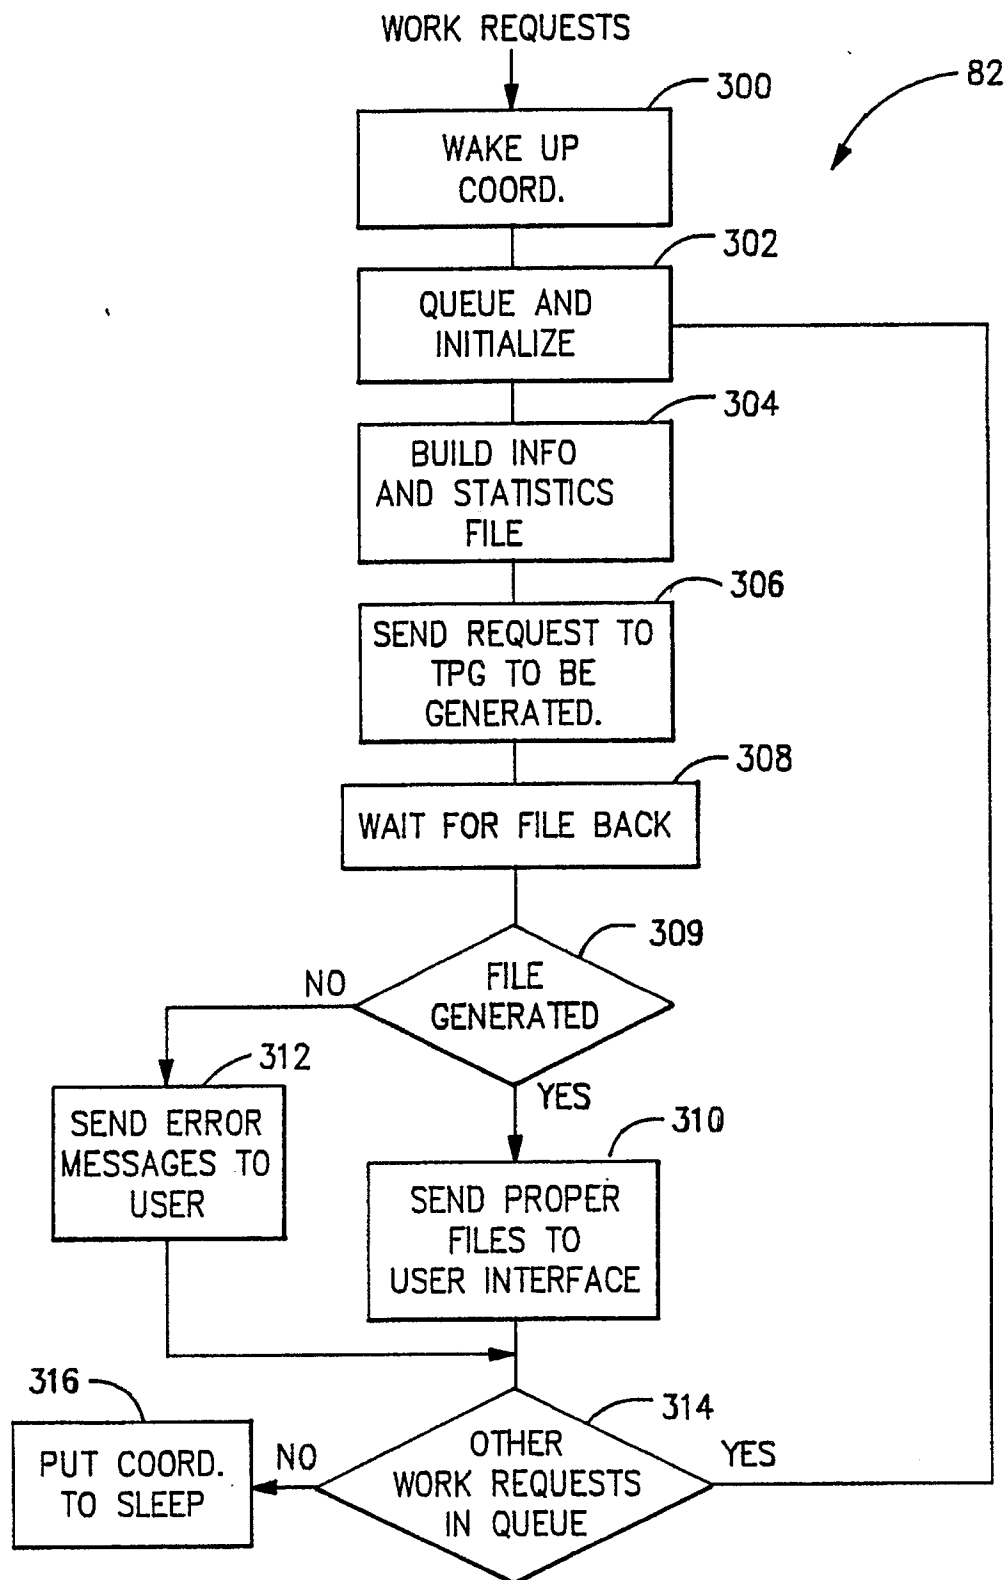 WORK REQUESTS
300
82
WAKE UP
COORD.
302
QUEUE AND
INITIALIZE
304
BUILD INFO
AND STATISTICS
FILE
306
SEND REQUEST TO
TPG TO BE
GENERATED.
308
WAIT FOR FILE BACK
309
FILE
GENERATED
NO
YES
312
SEND ERROR
MESSAGES TO
USER
310
SEND PROPER
FILES TO
USER INTERFACE
316
PUT COORD.
TO SLEEP
NO
314
OTHER
WORK REQUESTS
IN QUEUE
YES